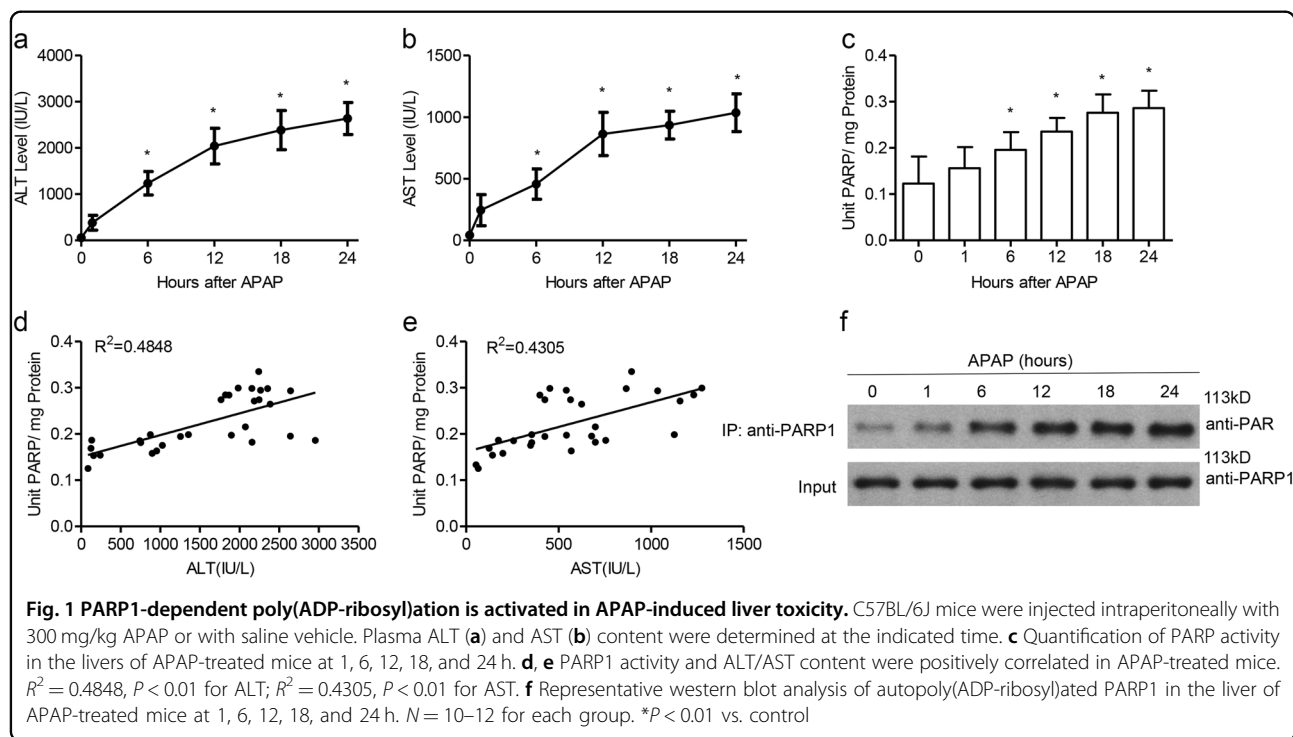 a
4000
3000
2000
1000
0
ALT Level (IU/L)
*
*
*
*
0
6
12
18
24
Hours after APAP
b
1500
1000
500
0
AST Level (IU/L)
*
*
*
*
0
6
12
18
24
Hours after APAP
c
0.4
0.3
0.2
0.1
0.0
Unit PARP/ mg Protein
*
*
*
*
0
1
6
12
18
24
Hours after APAP
d
R²=0.4848
0.4
0.3
0.2
0.1
0.0
Unit PARP/ mg Protein
0
500
1000
1500
2000
2500
3000
3500
ALT(IU/L)
e
R²=0.4305
0.4
0.3
0.2
0.1
0.0
Unit PARP/ mg Protein
0
500
1000
1500
AST(IU/L)
f
APAP (hours)
0 1 6 12 18 24
113kD
IP: anti-PARP1
anti-PAR
113kD
Input
anti-PARP1
Fig. 1 PARP1-dependent poly(ADP-ribosyl)ation is activated in APAP-induced liver toxicity. C57BL/6J mice were injected intraperitoneally with
300 mg/kg APAP or with saline vehicle. Plasma ALT (a) and AST (b) content were determined at the indicated time. c Quantification of PARP activity
in the livers of APAP-treated mice at 1, 6, 12, 18, and 24 h. d, e PARP1 activity and ALT/AST content were positively correlated in APAP-treated mice.
R² = 0.4848, P < 0.01 for ALT; R² = 0.4305, P < 0.01 for AST. f Representative western blot analysis of autopoly(ADP-ribosyl)ated PARP1 in the liver of
APAP-treated mice at 1, 6, 12, 18, and 24 h. N = 10–12 for each group. *P < 0.01 vs. control